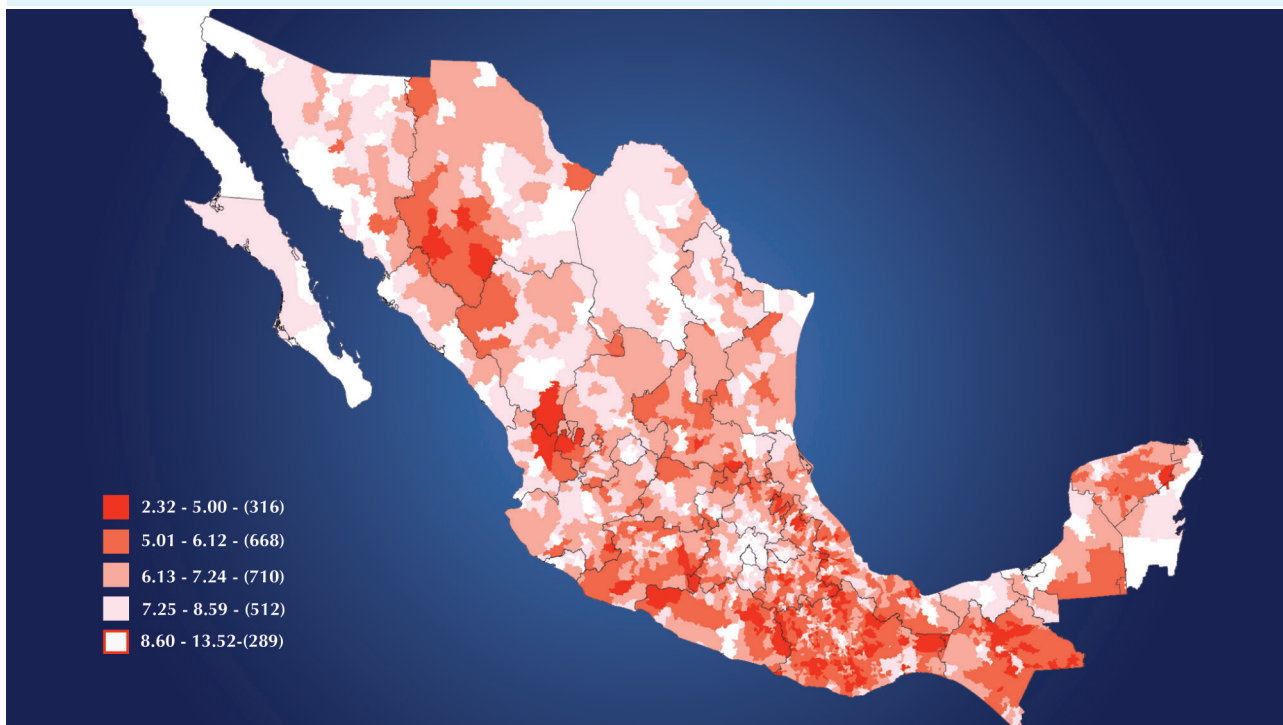 2.32 - 5.00 - (316)
5.01 - 6.12 - (668)
6.13 - 7.24 - (710)
7.25 - 8.59 - (512)
8.60 - 13.52-(289)